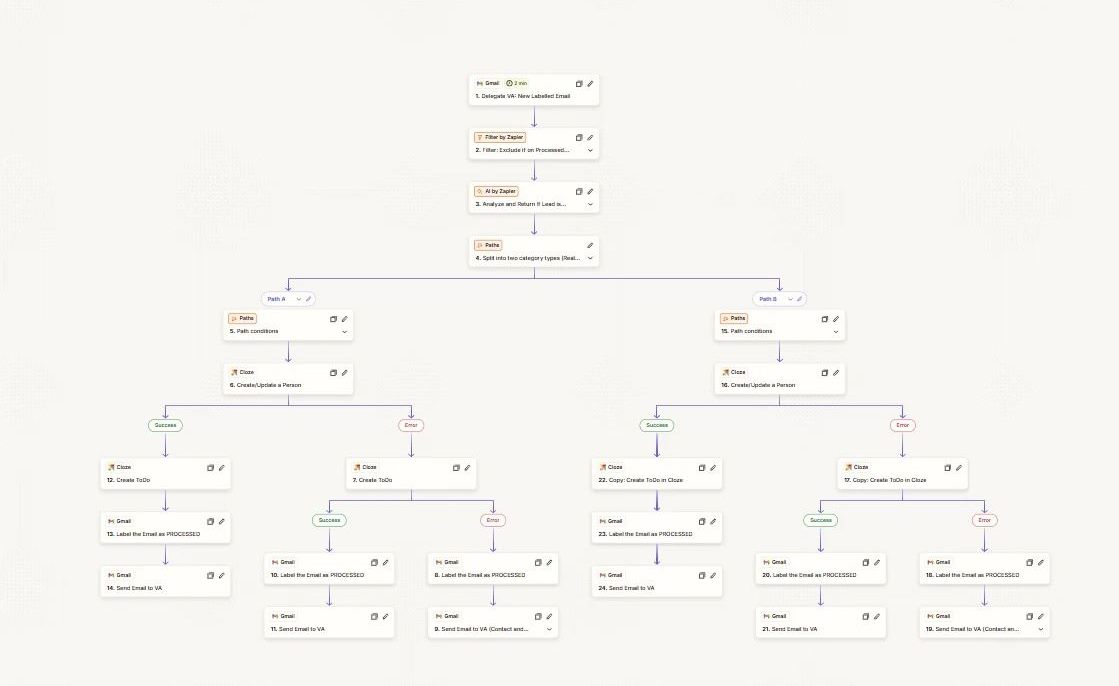 Gmail 2 min
1. Delegate VA: New Labelled Email
Filter by Zapier
2. Filter: Exclude if on Processed...
AI by Zapier
3. Analyze and Return if Lead is...
Paths
4. Split into two category types (Real...
Path A
Path B
Paths
5. Path conditions
Paths
15. Path conditions
Cloze
6. Create/Update a Person
Cloze
16. Create/Update a Person
Success
Error
Success
Error
Cloze
12. Create ToDo
Cloze
7. Create ToDo
Cloze
22. Copy: Create ToDo in Cloze
Cloze
17. Copy: Create ToDo in Cloze
Gmail
13. Label the Email as PROCESSED
Success
Error
Gmail
23. Label the Email as PROCESSED
Success
Error
Gmail
14. Send Email to VA
Gmail
10. Label the Email as PROCESSED
Gmail
8. Label the Email as PROCESSED
Gmail
24. Send Email to VA
Gmail
20. Label the Email as PROCESSED
Gmail
18. Label the Email as PROCESSED
Gmail
11. Send Email to VA
Gmail
9. Send Email to VA (Contact and...
Gmail
21. Send Email to VA
Gmail
19. Send Email to VA (Contact an...